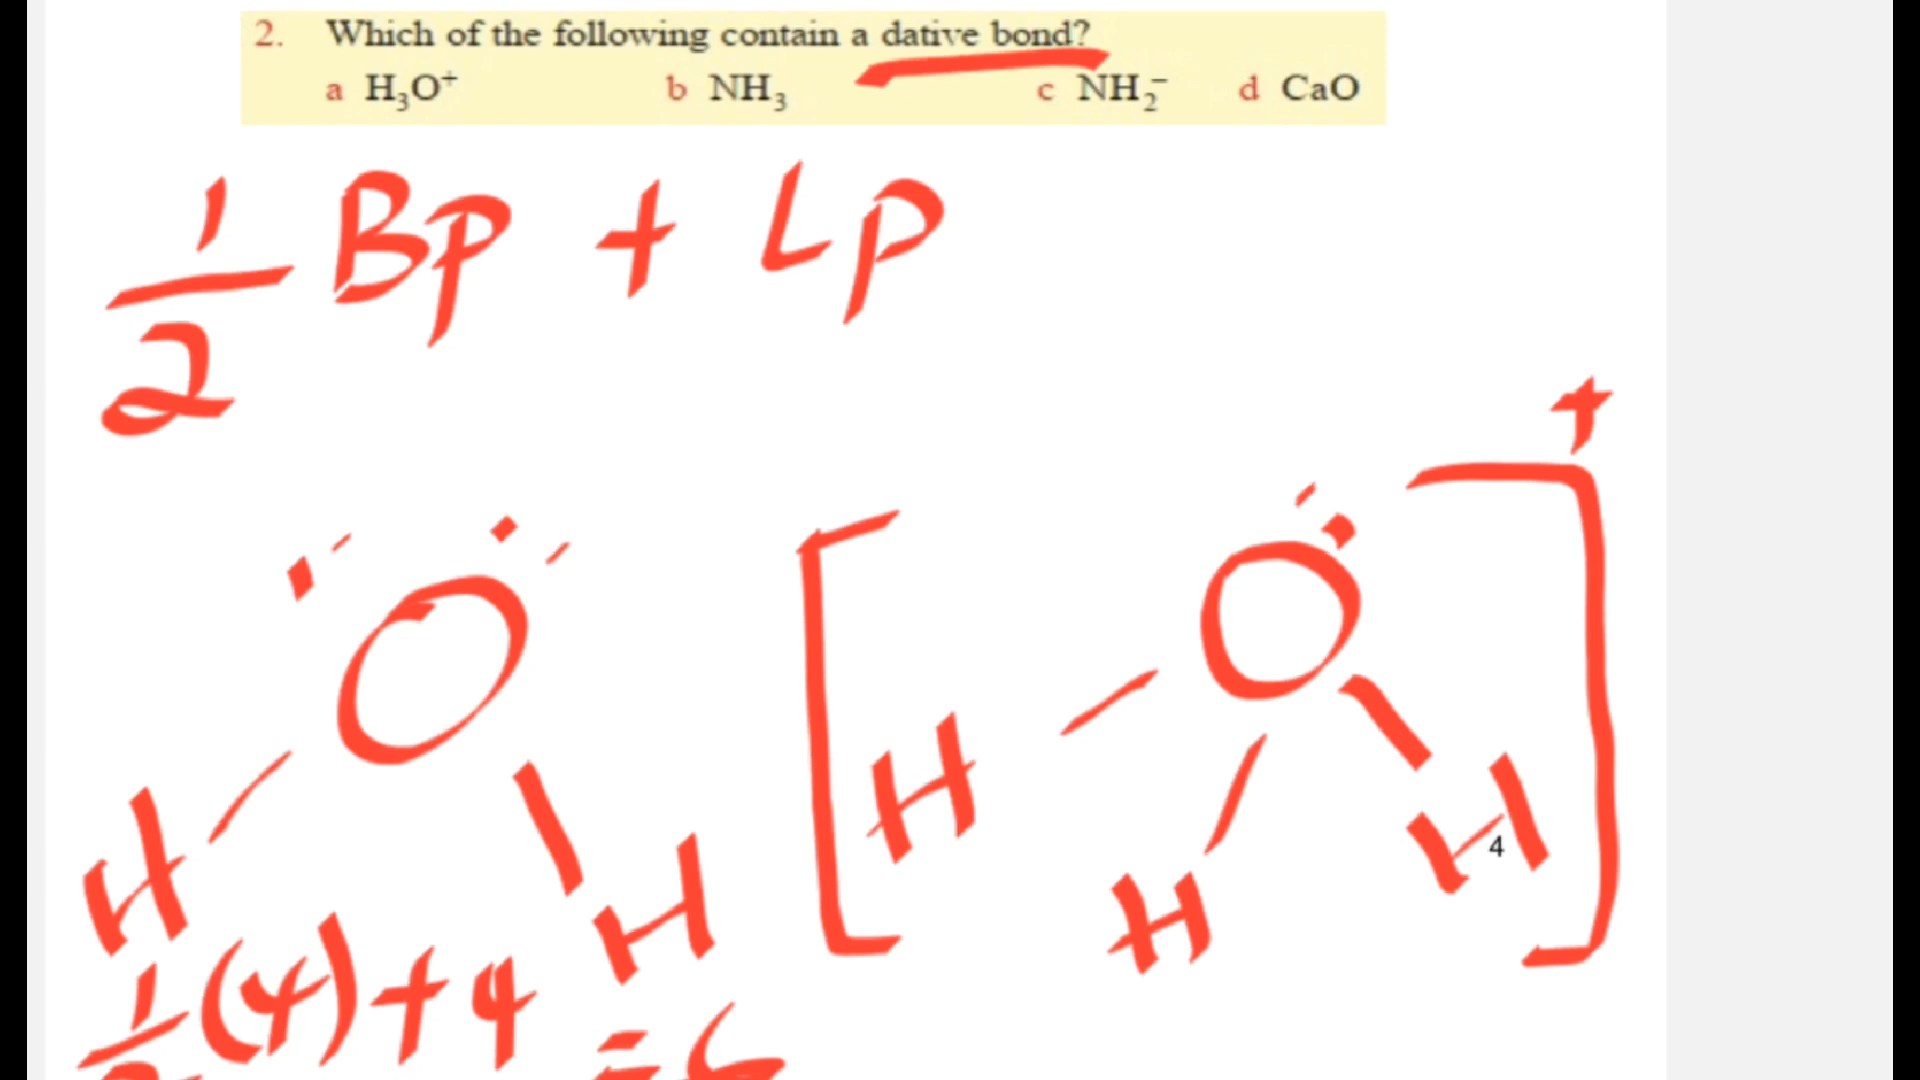 2. Which of the following contain a dative bond?
a H₃O⁺ b NH₃ c NH₂⁻ d CaO
1/2 Bp + Lp
O [ O ]+
H H H H H
4
1/2 (4) + 4 = 6